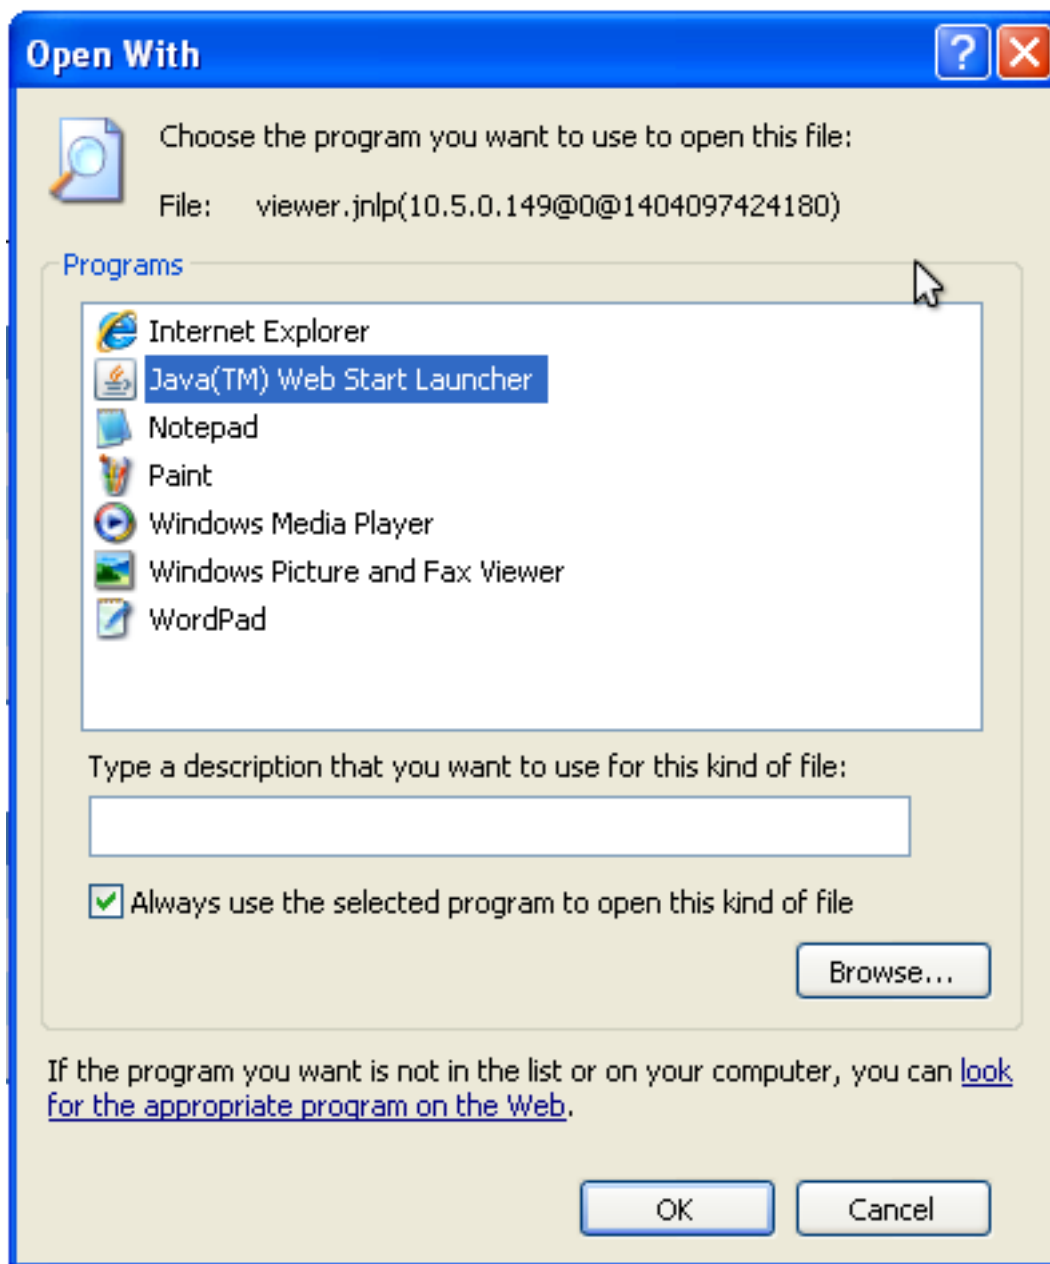 Open With
Choose the program you want to use to open this file:
File: viewer.jnlp(10.5.0.149@0@1404097424180)
Programs
Internet Explorer
Java(TM) Web Start Launcher
Notepad
Paint
Windows Media Player
Windows Picture and Fax Viewer
WordPad
Type a description that you want to use for this kind of file:
Always use the selected program to open this kind of file
Browse...
If the program you want is not in the list or on your computer, you can look
for the appropriate program on the Web.
OK Cancel